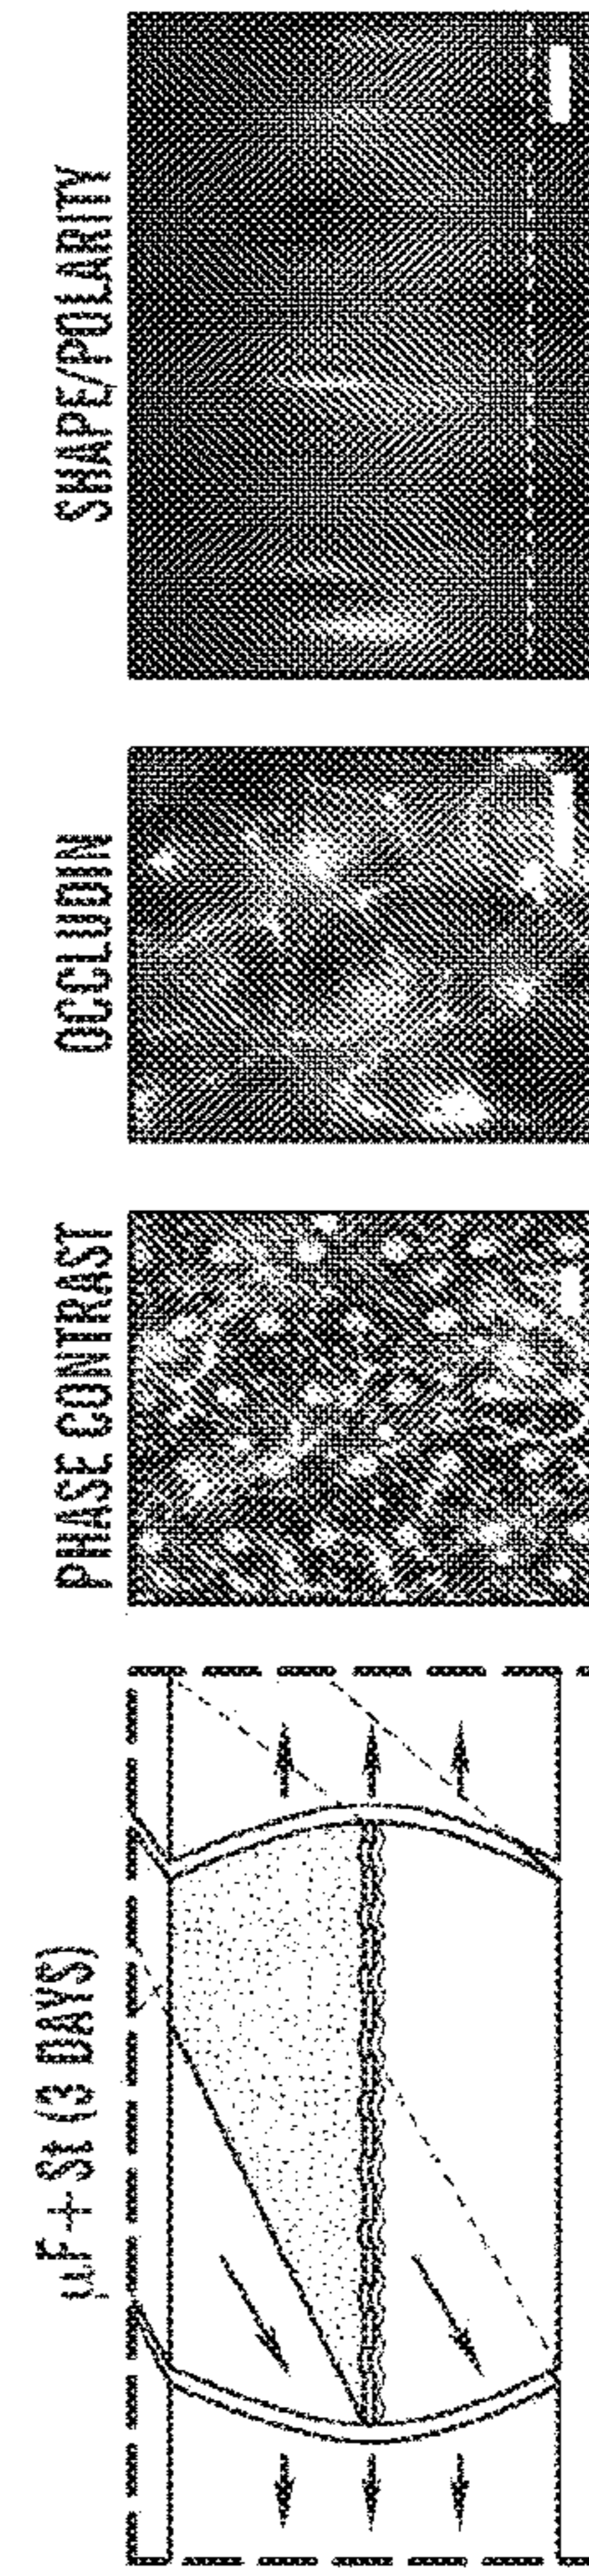 µF + St (3 DAYS)
PHASE CONTRAST
OCCLUDIN
SHAPE/POLARITY